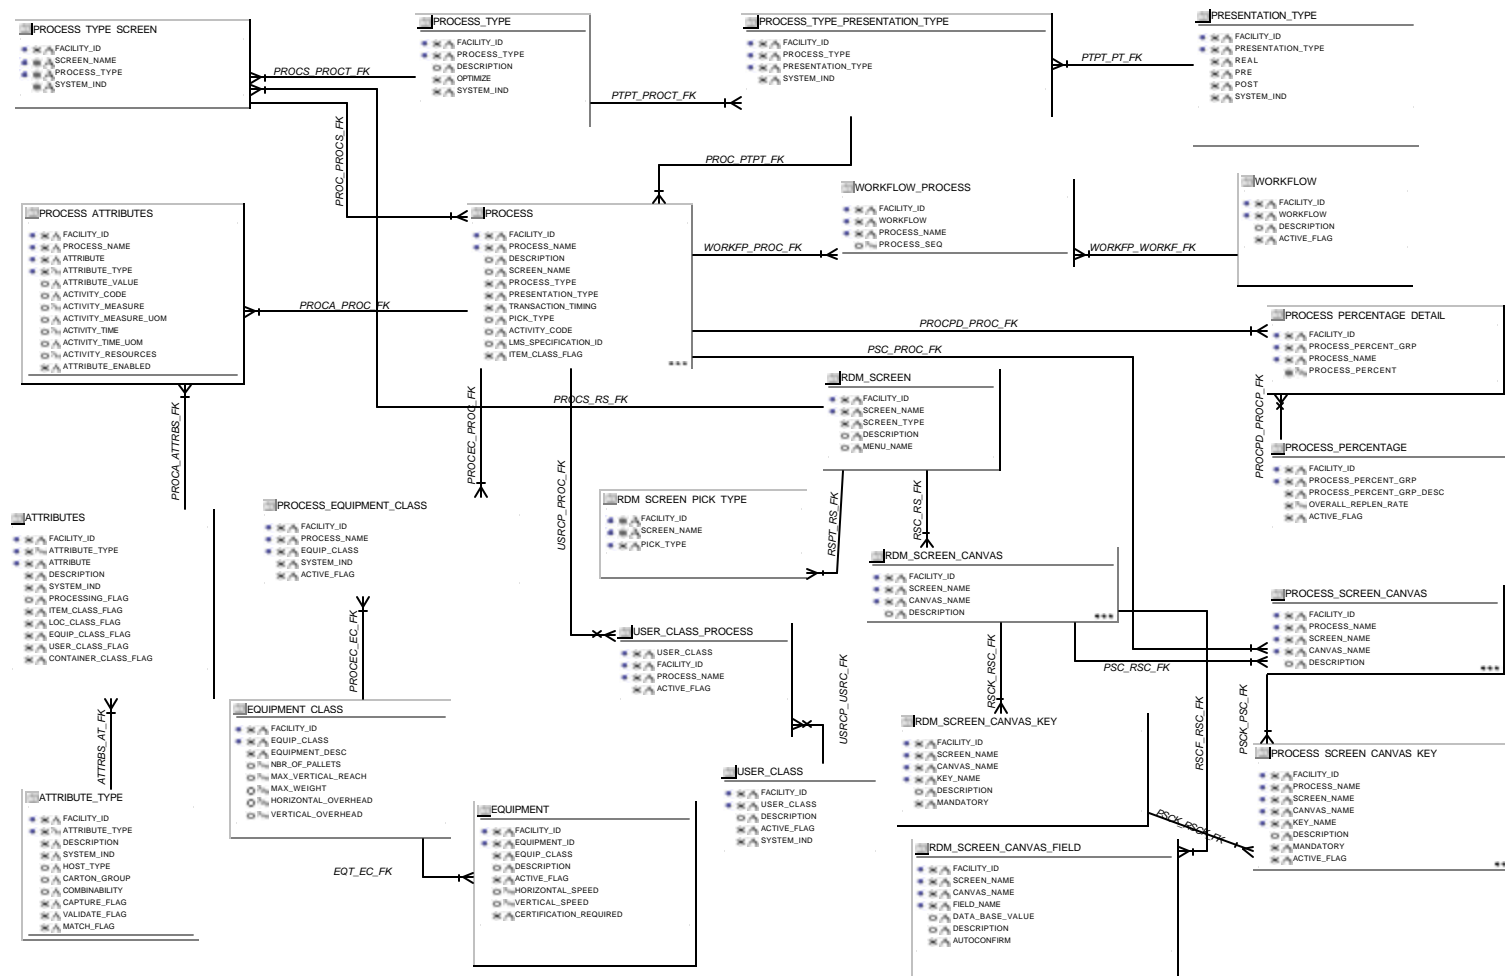 PROCESS TYPE SCREEN
FACILITY_ID
SCREEN_NAME
PROCESS_TYPE
SYSTEM_IND
PROCESS_TYPE
FACILITY_ID
PROCESS_TYPE
DESCRIPTION
OPTIMIZE
SYSTEM_IND
PROCESS_TYPE_PRESENTATION_TYPE
FACILITY_ID
PROCESS_TYPE
PRESENTATION_TYPE
SYSTEM_IND
PRESENTATION_TYPE
FACILITY_ID
PRESENTATION_TYPE
REAL
PRE
POST
SYSTEM_IND
PROCS_PROCT_FK
PTPT_PROCT_FK
PTPT_PT_FK
PROC_PROCS_FK
PROC_PTPT_FK
PROCESS ATTRIBUTES
FACILITY_ID
PROCESS_NAME
ATTRIBUTE
ATTRIBUTE_TYPE
ATTRIBUTE_VALUE
ACTIVITY_CODE
ACTIVITY_MEASURE
ACTIVITY_MEASURE_UOM
ACTIVITY_TIME
ACTIVITY_TIME_UOM
ACTIVITY_RESOURCES
ATTRIBUTE_ENABLED
PROCESS
FACILITY_ID
PROCESS_NAME
DESCRIPTION
SCREEN_NAME
PROCESS_TYPE
PRESENTATION_TYPE
TRANSACTION_TIMING
PICK_TYPE
ACTIVITY_CODE
LMS_SPECIFICATION_ID
ITEM_CLASS_FLAG
WORKFLOW_PROCESS
FACILITY_ID
WORKFLOW
PROCESS_NAME
PROCESS_SEQ
WORKFLOW
FACILITY_ID
WORKFLOW
DESCRIPTION
ACTIVE_FLAG
WORKFP_PROC_FK
WORKFP_WORKF_FK
PROCA_PROC_FK
PROCPD_PROC_FK
PSC_PROC_FK
PROCESS PERCENTAGE DETAIL
FACILITY_ID
PROCESS_PERCENT_GRP
PROCESS_NAME
PROCESS_PERCENT
RDM_SCREEN
FACILITY_ID
SCREEN_NAME
SCREEN_TYPE
DESCRIPTION
MENU_NAME
PROCS_RS_FK
PROCA_ATTRBS_FK
PROCEC_PROC_FK
USRCP_PROC_FK
PROCPD_PROCP_FK
PROCESS_PERCENTAGE
FACILITY_ID
PROCESS_PERCENT_GRP
PROCESS_PERCENT_GRP_DESC
OVERALL_REPLEN_RATE
ACTIVE_FLAG
RDM SCREEN PICK TYPE
FACILITY_ID
SCREEN_NAME
PICK_TYPE
RSPT_RS_FK
RSC_RS_FK
ATTRIBUTES
FACILITY_ID
ATTRIBUTE_TYPE
ATTRIBUTE
DESCRIPTION
SYSTEM_IND
PROCESSING_FLAG
ITEM_CLASS_FLAG
LOC_CLASS_FLAG
EQUIP_CLASS_FLAG
USER_CLASS_FLAG
CONTAINER_CLASS_FLAG
PROCESS_EQUIPMENT_CLASS
FACILITY_ID
PROCESS_NAME
EQUIP_CLASS
SYSTEM_IND
ACTIVE_FLAG
RDM_SCREEN_CANVAS
FACILITY_ID
SCREEN_NAME
CANVAS_NAME
DESCRIPTION
PROCESS_SCREEN_CANVAS
FACILITY_ID
PROCESS_NAME
SCREEN_NAME
CANVAS_NAME
DESCRIPTION
USER_CLASS_PROCESS
USER_CLASS
FACILITY_ID
PROCESS_NAME
ACTIVE_FLAG
PROCEC_EC_FK
USRCP_USRC_FK
RSCK_RSC_FK
PSC_RSC_FK
RSCF_RSC_FK
PSCK_PSC_FK
ATTRBS_AT_FK
EQUIPMENT CLASS
FACILITY_ID
EQUIP_CLASS
EQUIPMENT_DESC
NBR_OF_PALLETS
MAX_VERTICAL_REACH
MAX_WEIGHT
HORIZONTAL_OVERHEAD
VERTICAL_OVERHEAD
RDM_SCREEN_CANVAS_KEY
FACILITY_ID
SCREEN_NAME
CANVAS_NAME
KEY_NAME
DESCRIPTION
MANDATORY
PROCESS SCREEN CANVAS KEY
FACILITY_ID
PROCESS_NAME
SCREEN_NAME
CANVAS_NAME
KEY_NAME
DESCRIPTION
MANDATORY
ACTIVE_FLAG
USER_CLASS
FACILITY_ID
USER_CLASS
DESCRIPTION
ACTIVE_FLAG
SYSTEM_IND
ATTRIBUTE_TYPE
FACILITY_ID
ATTRIBUTE_TYPE
DESCRIPTION
SYSTEM_IND
HOST_TYPE
CARTON_GROUP
COMBINABILITY
CAPTURE_FLAG
VALIDATE_FLAG
MATCH_FLAG
EQUIPMENT
FACILITY_ID
EQUIPMENT_ID
EQUIP_CLASS
DESCRIPTION
ACTIVE_FLAG
HORIZONTAL_SPEED
VERTICAL_SPEED
CERTIFICATION_REQUIRED
EQT_EC_FK
PSCK_RSCK_FK
RDM_SCREEN_CANVAS_FIELD
FACILITY_ID
SCREEN_NAME
CANVAS_NAME
FIELD_NAME
DATA_BASE_VALUE
DESCRIPTION
AUTOCONFIRM